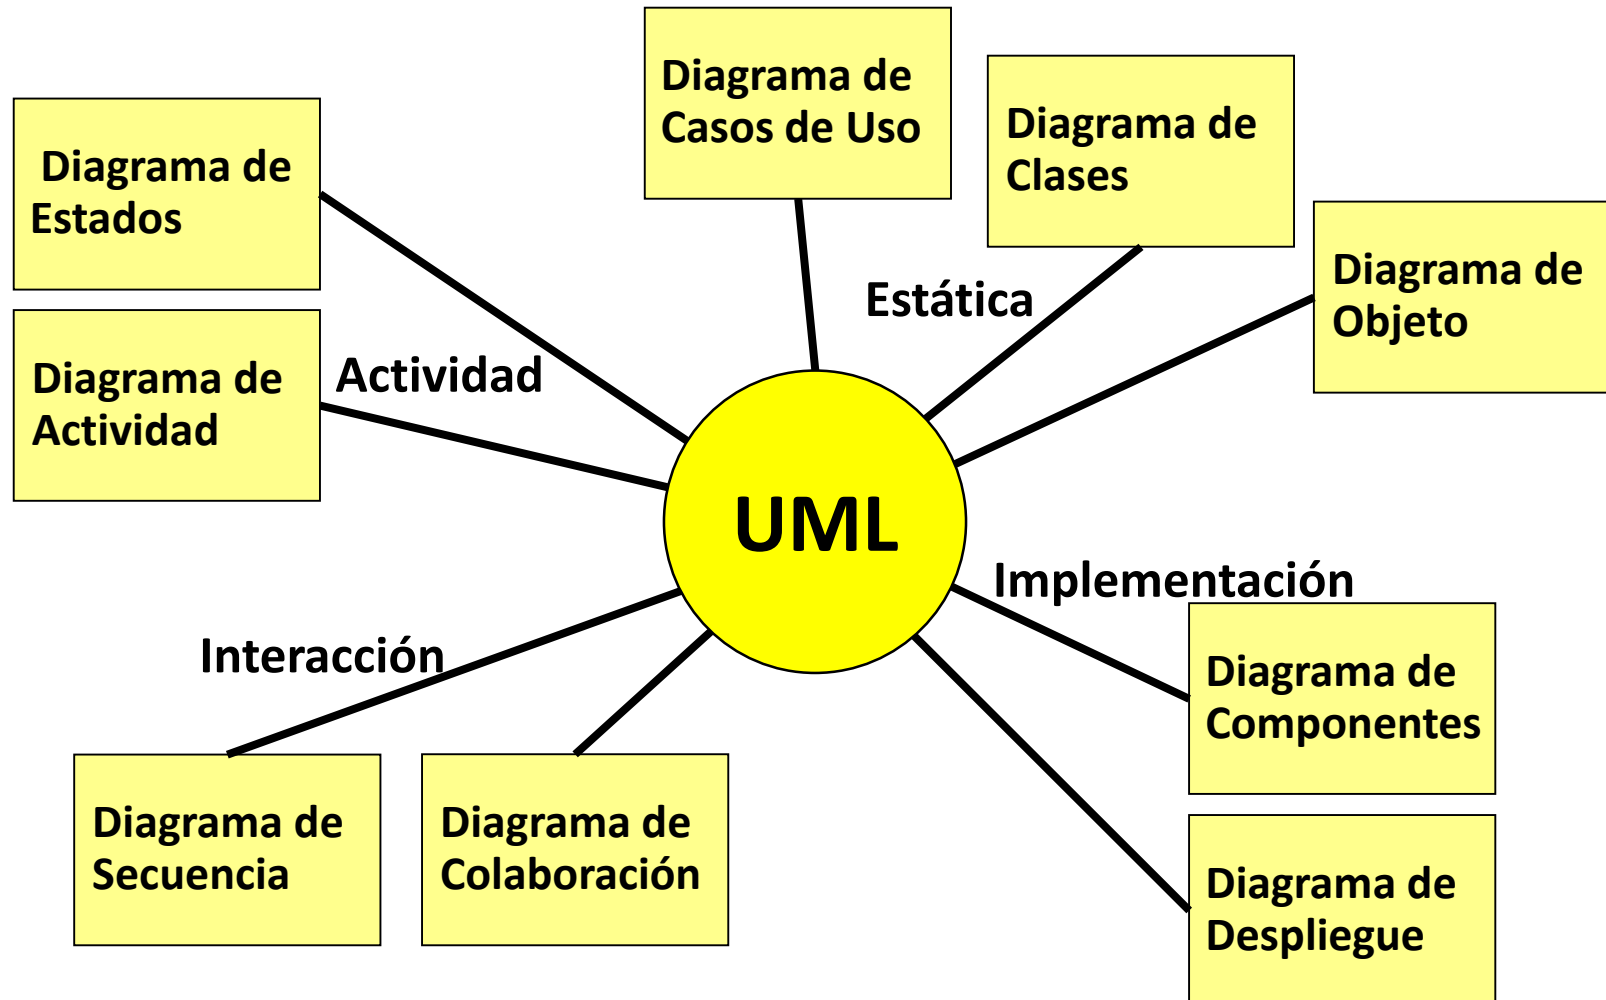 Diagrama de
Casos de Uso
Diagrama de
Clases
Diagrama de
Estados
Diagrama de
Objeto
Estática
Diagrama de
Actividad
Actividad
UML
Implementación
Interacción
Diagrama de
Componentes
Diagrama de
Secuencia
Diagrama de
Colaboración
Diagrama de
Despliegue